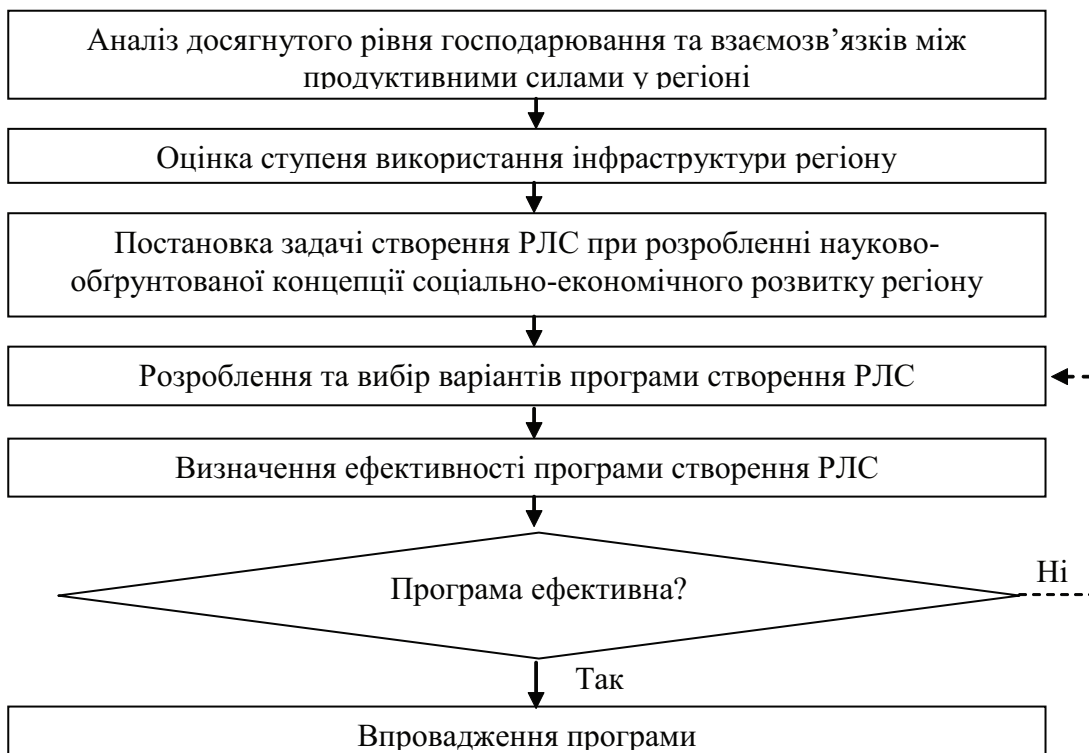 Аналіз досягнутого рівня господарювання та взаємозв’язків між
продуктивними силами у регіоні
Оцінка ступеня використання інфраструктури регіону
Постановка задачі створення РЛС при розробленні науково-
обґрунтованої концепції соціально-економічного розвитку регіону
Розроблення та вибір варіантів програми створення РЛС
Визначення ефективності програми створення РЛС
Програма ефективна?
Ні
Так
Впровадження програми